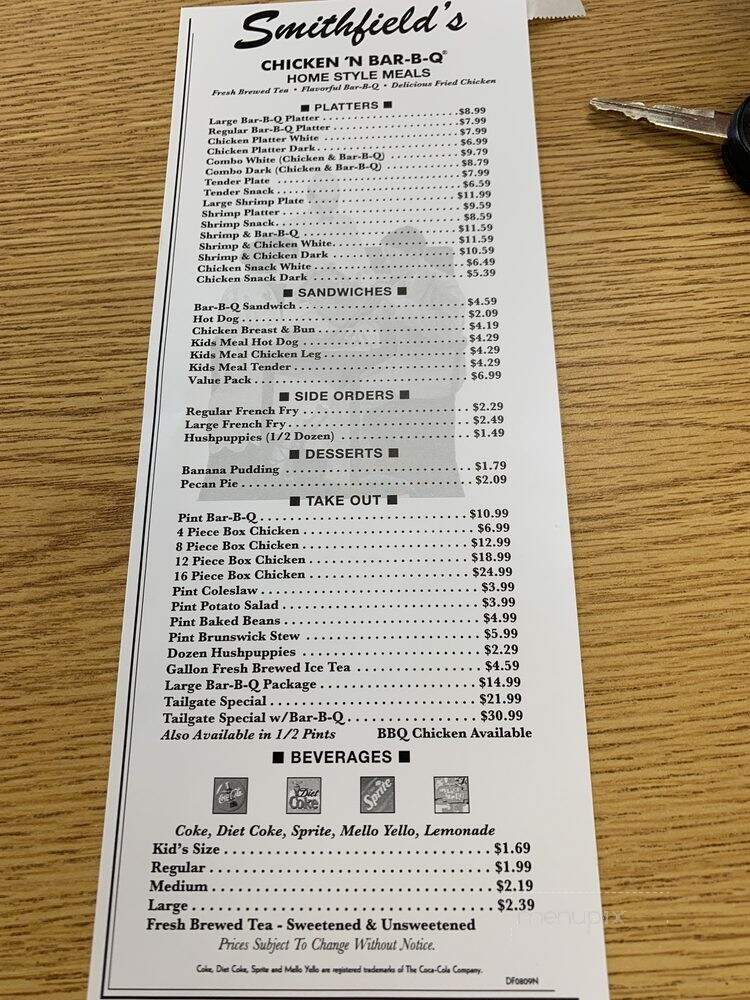 Smithfield's
CHICKEN 'N BAR-B-Q®
HOME STYLE MEALS
Fresh Brewed Tea • Flavorful Bar-B-Q • Delicious Fried Chicken
■ PLATTERS ■
Large Bar-B-Q Platter $8.99
Regular Bar-B-Q Platter $7.99
Chicken Platter White $7.99
Chicken Platter Dark $6.99
Combo White (Chicken & Bar-B-Q) $9.79
Combo Dark (Chicken & Bar-B-Q) $8.79
Tender Plate $7.99
Tender Snack $6.59
Large Shrimp Plate $11.99
Shrimp Platter $9.59
Shrimp Snack $8.59
Shrimp & Bar-B-Q $11.59
Shrimp & Chicken White $11.59
Shrimp & Chicken Dark $10.59
Chicken Snack White $6.49
Chicken Snack Dark $5.39
■ SANDWICHES ■
Bar-B-Q Sandwich $4.59
Hot Dog $2.09
Chicken Breast & Bun $4.19
Kids Meal Hot Dog $4.29
Kids Meal Chicken Leg $4.29
Kids Meal Tender $4.29
Value Pack $6.99
■ SIDE ORDERS ■
Regular French Fry $2.29
Large French Fry $2.49
Hushpuppies (1/2 Dozen) $1.49
■ DESSERTS ■
Banana Pudding $1.79
Pecan Pie $2.09
■ TAKE OUT ■
Pint Bar-B-Q $10.99
4 Piece Box Chicken $6.99
8 Piece Box Chicken $12.99
12 Piece Box Chicken $18.99
16 Piece Box Chicken $24.99
Pint Coleslaw $3.99
Pint Potato Salad $3.99
Pint Baked Beans $4.99
Pint Brunswick Stew $5.99
Dozen Hushpuppies $2.29
Gallon Fresh Brewed Ice Tea $4.59
Large Bar-B-Q Package $14.99
Tailgate Special $21.99
Tailgate Special w/Bar-B-Q $30.99
Also Available in 1/2 Pints BBQ Chicken Available
■ BEVERAGES ■
Coca-Cola Diet Coke Sprite
Coke, Diet Coke, Sprite, Mello Yello, Lemonade
Kid's Size $1.69
Regular $1.99
Medium $2.19
Large $2.39
Fresh Brewed Tea - Sweetened & Unsweetened
Prices Subject To Change Without Notice.
Coke, Diet Coke, Sprite and Mello Yello are registered trademarks of The Coca-Cola Company.
DF0809N
menupix